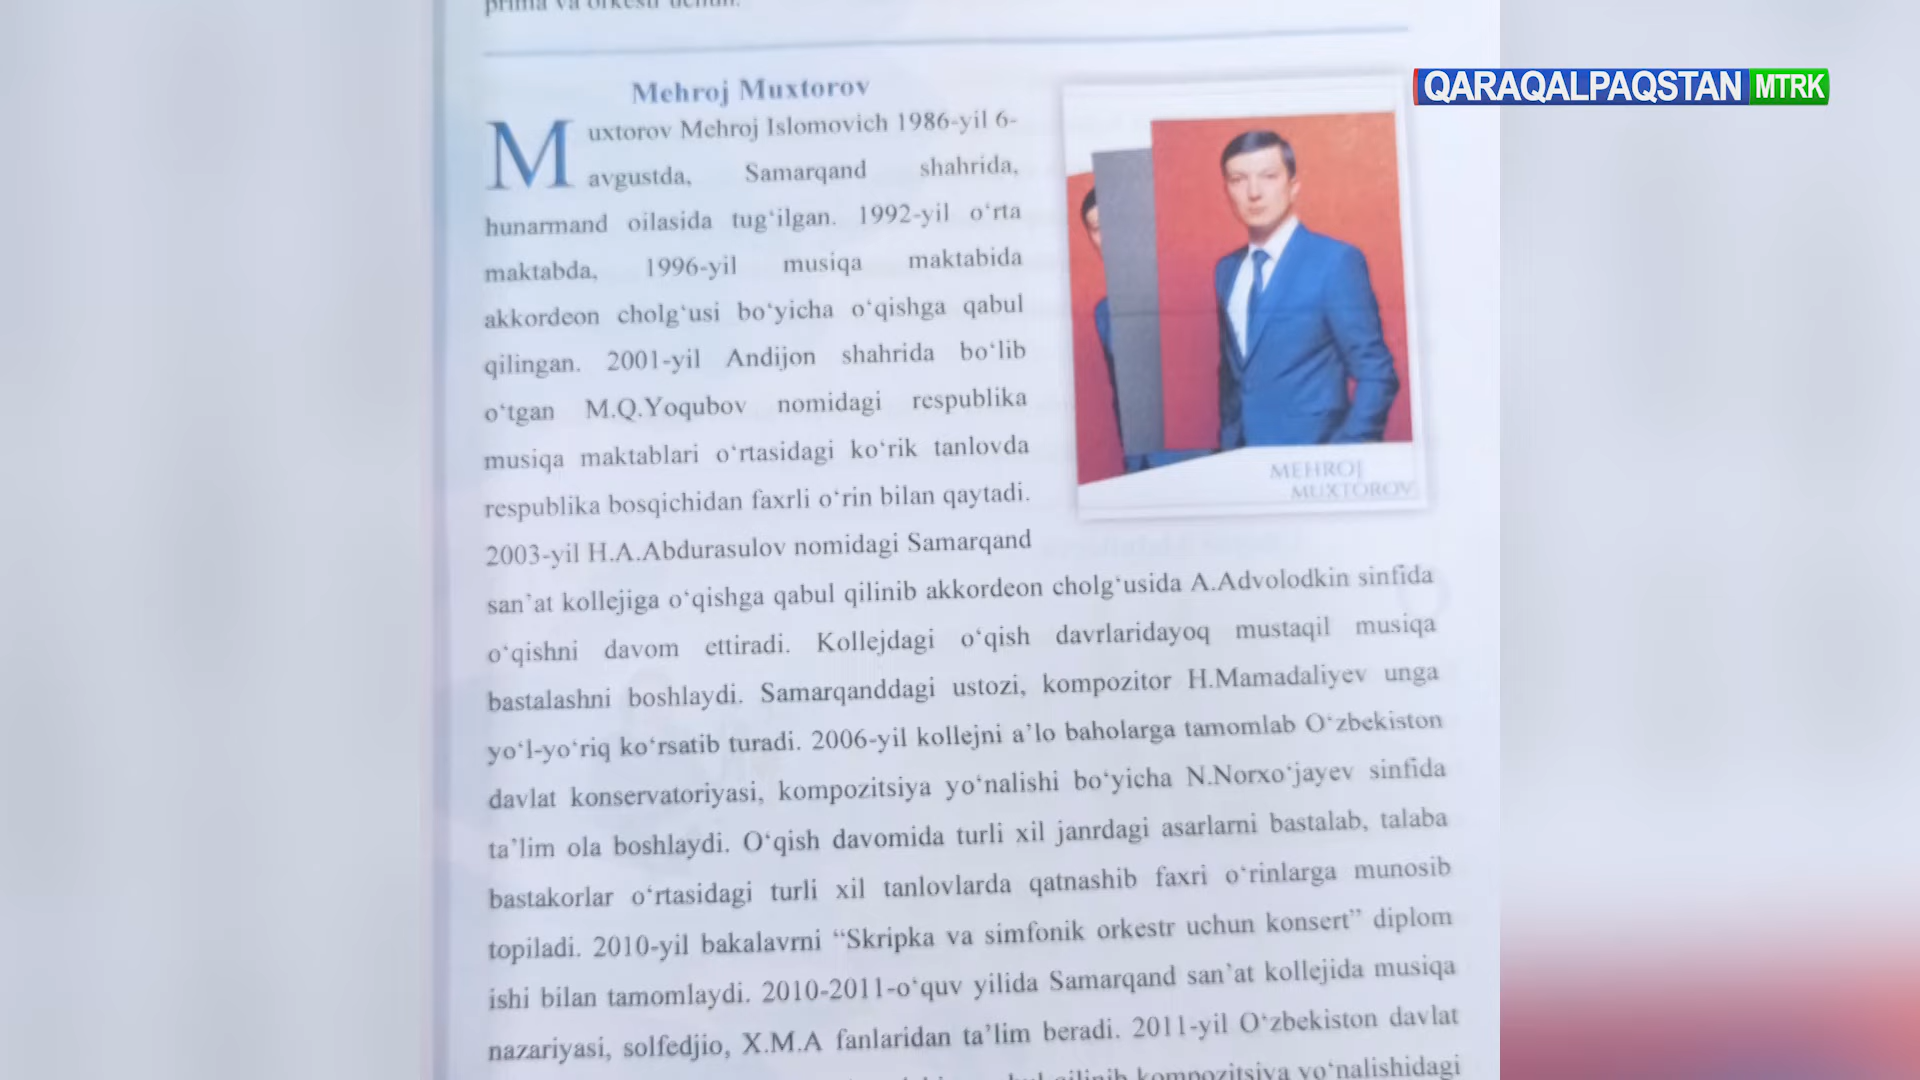 prima va orkestr uchun.
QARAQALPAQSTAN MTRK
Mehroj Muxtorov
Muxtorov Mehroj Islomovich 1986-yil 6-
avgustda, Samarqand shahrida,
hunarmand oilasida tug‘ilgan. 1992-yil o‘rta
maktabda, 1996-yil musiqa maktabida
akkordeon cholg‘usi bo‘yicha o‘qishga qabul
qilingan. 2001-yil Andijon shahrida bo‘lib
o‘tgan M.Q.Yoqubov nomidagi respublika
musiqa maktablari o‘rtasidagi ko‘rik tanlovda
respublika bosqichidan faxrli o‘rin bilan qaytadi.
2003-yil H.A.Abdurasulov nomidagi Samarqand
MEHROJ
MUXTOROV
san’at kollejiga o‘qishga qabul qilinib akkordeon cholg‘usida A.Advolodkin sinfida
o‘qishni davom ettiradi. Kollejdagi o‘qish davrlaridayoq mustaqil musiqa
bastalashni boshlaydi. Samarqanddagi ustozi, kompozitor H.Mamadaliyev unga
yo‘l-yo‘riq ko‘rsatib turadi. 2006-yil kollejni a’lo baholarga tamomlab O‘zbekiston
davlat konservatoriyasi, kompozitsiya yo‘nalishi bo‘yicha N.Norxo‘jayev sinfida
ta’lim ola boshlaydi. O‘qish davomida turli xil janrdagi asarlarni bastalab, talaba
bastakorlar o‘rtasidagi turli xil tanlovlarda qatnashib faxri o‘rinlarga munosib
topiladi. 2010-yil bakalavrni “Skripka va simfonik orkestr uchun konsert” diplom
ishi bilan tamomlaydi. 2010-2011-o‘quv yilida Samarqand san’at kollejida musiqa
nazariyasi, solfedjio, X.M.A fanlaridan ta’lim beradi. 2011-yil O‘zbekiston davlat
qilinib kompozitsiya yo‘nalishidagi